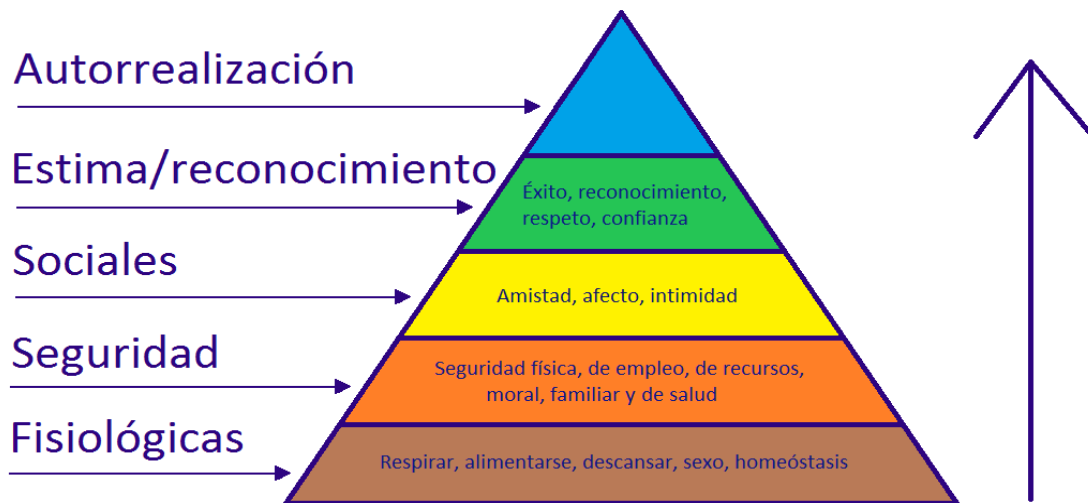 Autorrealización
Estima/reconocimiento
Éxito, reconocimiento,
respeto, confianza
Sociales
Amistad, afecto, intimidad
Seguridad
Seguridad física, de empleo, de recursos,
moral, familiar y de salud
Fisiológicas
Respirar, alimentarse, descansar, sexo, homeóstasis